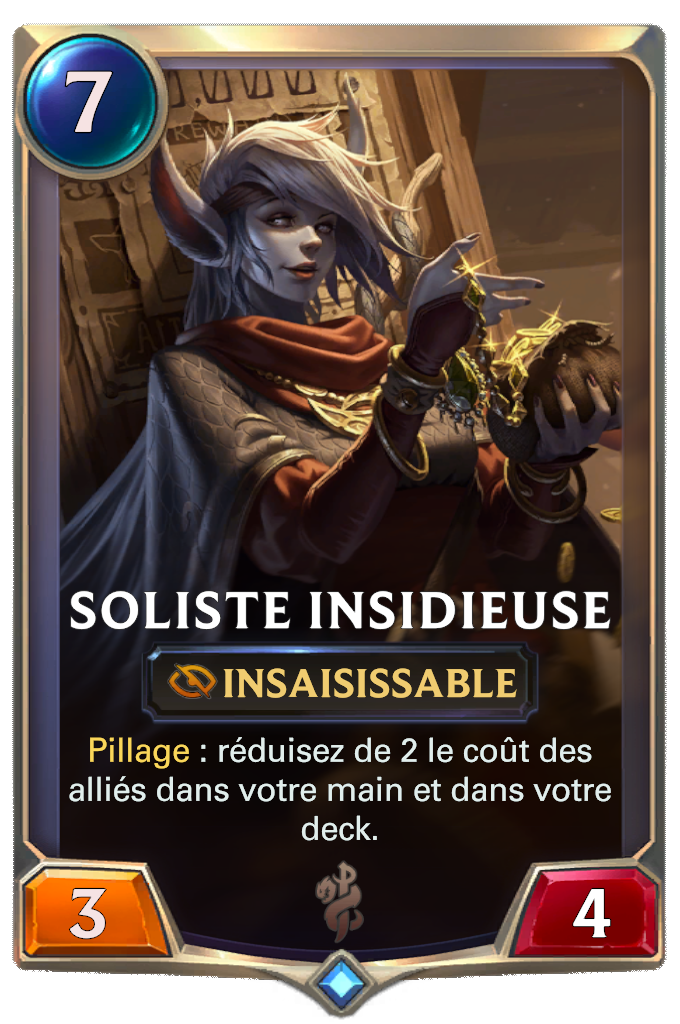 7
REWARD
SOLISTE INSIDIEUSE
INSAISISSABLE
Pillage : réduisez de 2 le coût des
alliés dans votre main et dans votre
deck.
3
4